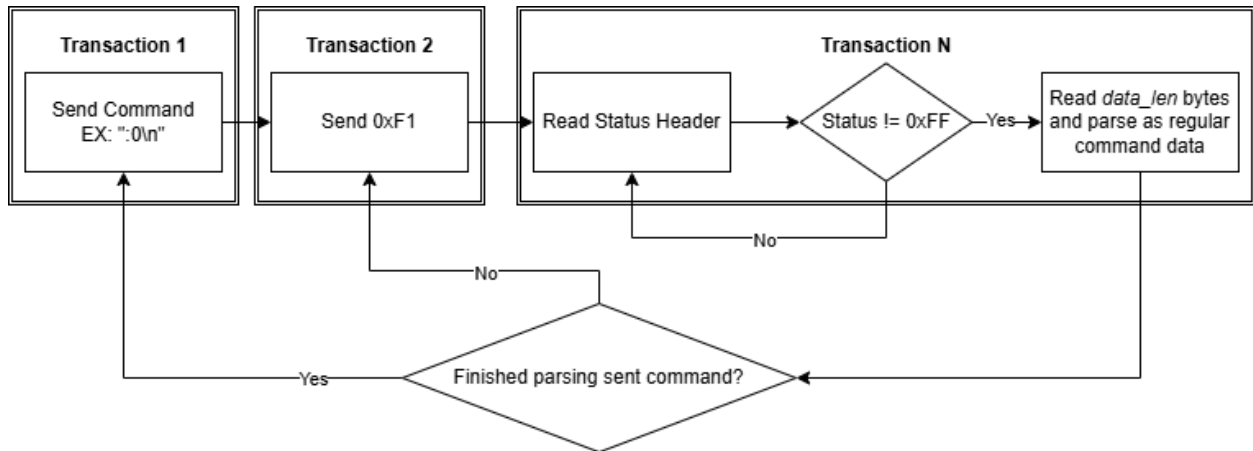 Transaction 1
Send Command
EX: ":0\n"
Transaction 2
Send 0xF1
Transaction N
Read Status Header
Status != 0xFF
Yes
Read data_len bytes
and parse as regular
command data
No
No
Finished parsing sent command?
Yes